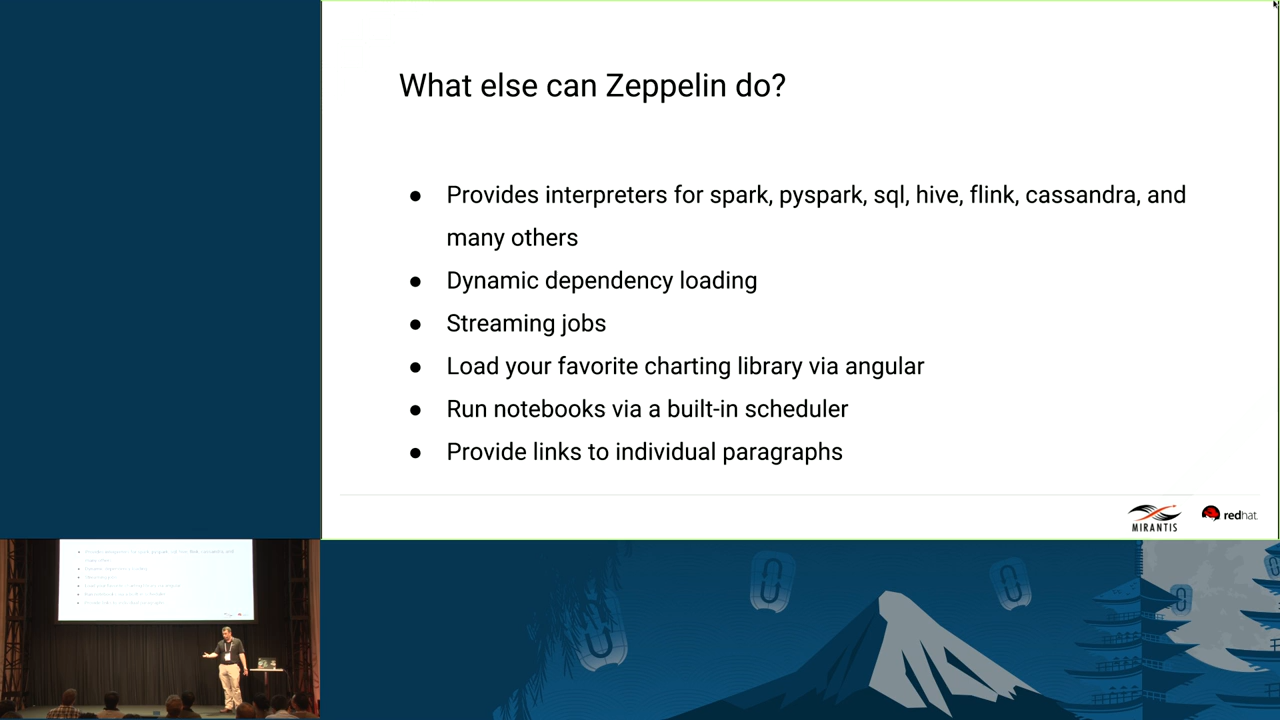 What else can Zeppelin do?
● Provides interpreters for spark, pyspark, sql, hive, flink, cassandra, and
many others
● Dynamic dependency loading
● Streaming jobs
● Load your favorite charting library via angular
● Run notebooks via a built-in scheduler
● Provide links to individual paragraphs
MIRANTIS
redhat.